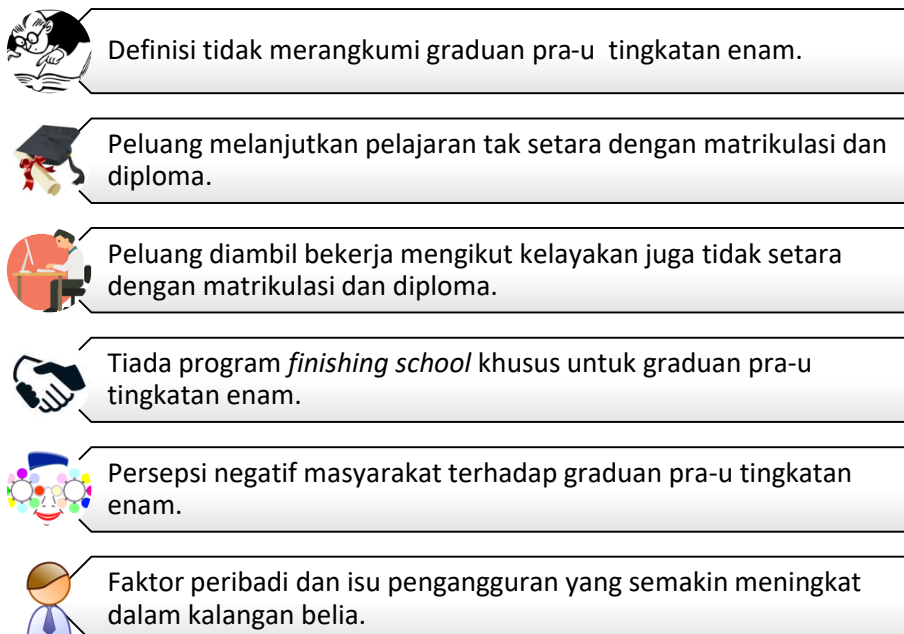 Definisi tidak merangkumi graduan pra-u tingkatan enam.
Peluang melanjutkan pelajaran tak setara dengan matrikulasi dan
diploma.
Peluang diambil bekerja mengikut kelayakan juga tidak setara
dengan matrikulasi dan diploma.
Tiada program finishing school khusus untuk graduan pra-u
tingkatan enam.
Persepsi negatif masyarakat terhadap graduan pra-u tingkatan
enam.
Faktor peribadi dan isu pengangguran yang semakin meningkat
dalam kalangan belia.